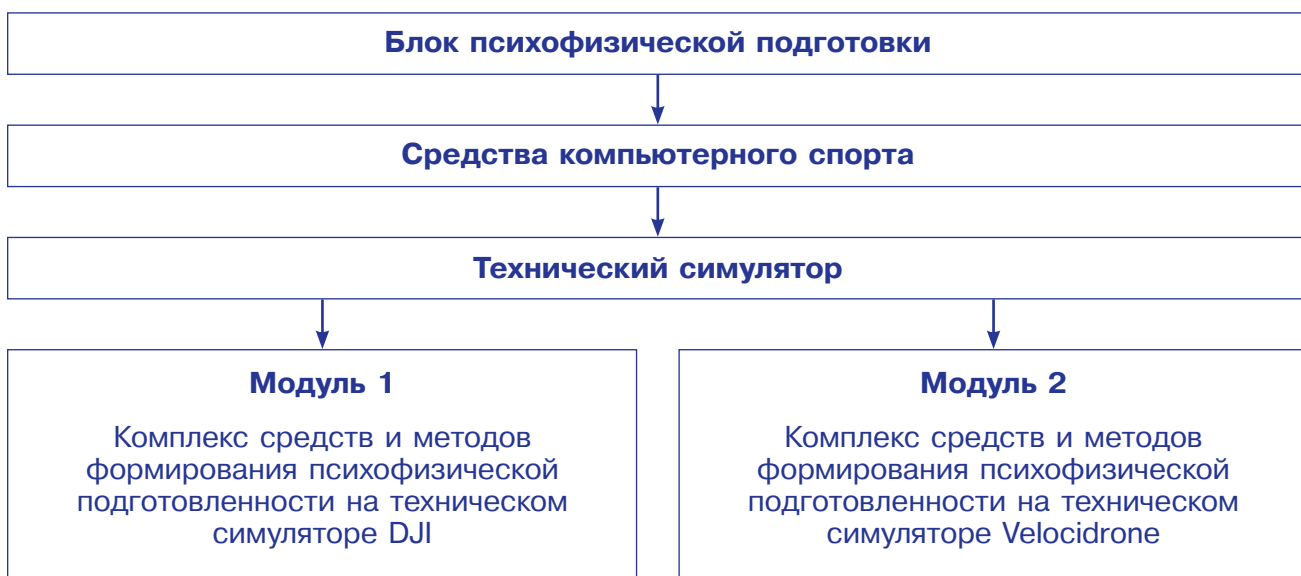 Блок психофизической подготовки
Средства компьютерного спорта
Технический симулятор
Модуль 1
Комплекс средств и методов
формирования психофизической
подготовленности на техническом
симуляторе DJI
Модуль 2
Комплекс средств и методов
формирования психофизической
подготовленности на техническом
симуляторе Velocidrone